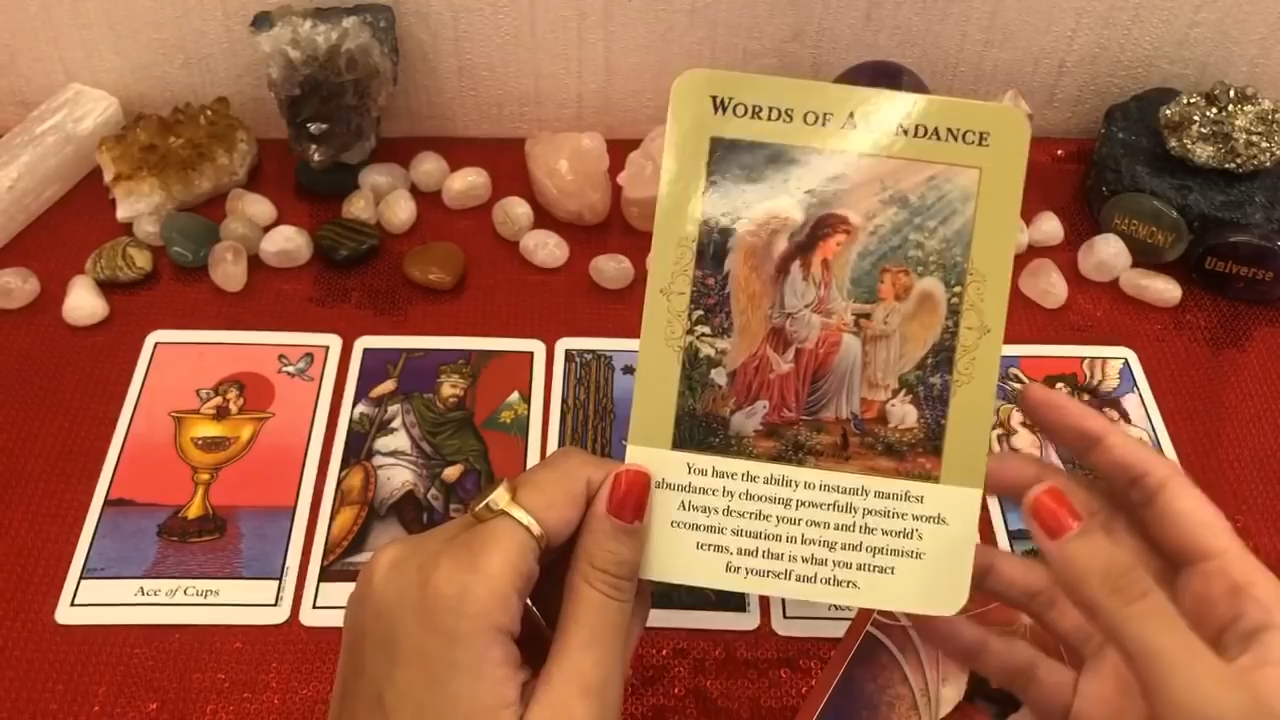 WORDS OF A NDANCE
You have the ability to instantly manifest
abundance by choosing powerfully positive words.
Always describe your own and the world's
economic situation in loving and optimistic
terms, and that is what you attract
for yourself and others.
HARMONY
Universe
Ace of Cups
Ace